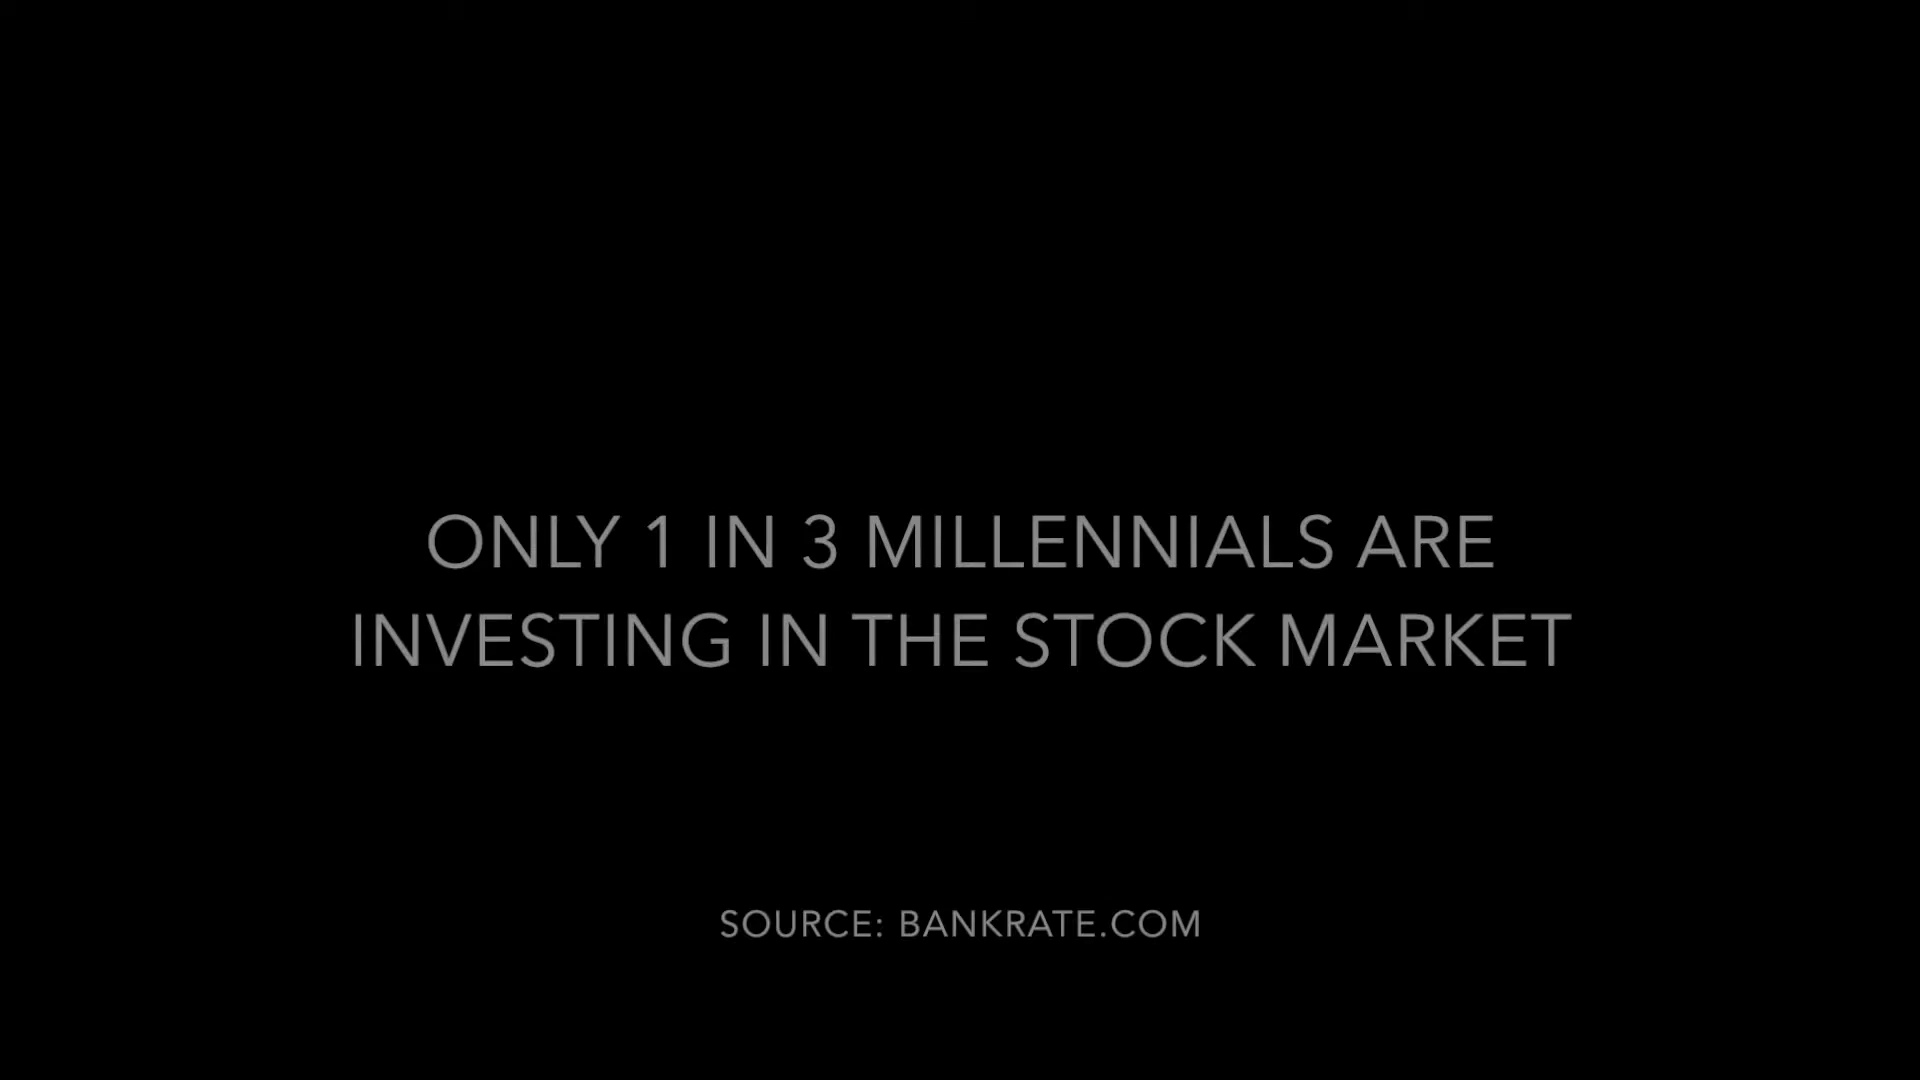 ONLY 1 IN 3 MILLENNIALS ARE
INVESTING IN THE STOCK MARKET
SOURCE: BANKRATE.COM